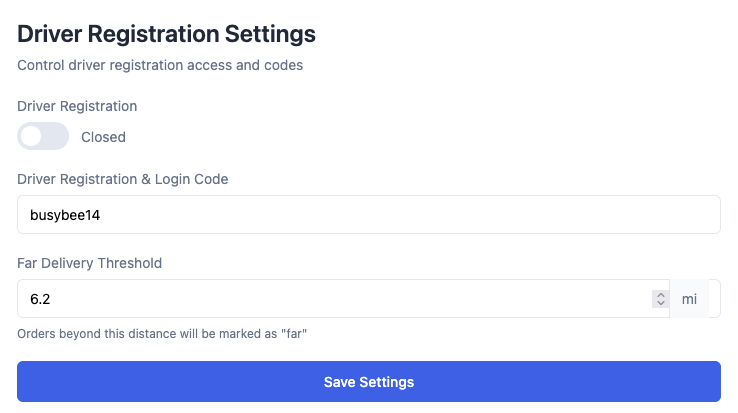 Driver Registration Settings
Control driver registration access and codes
Driver Registration
Closed
Driver Registration & Login Code
busybee14
Far Delivery Threshold
6.2 mi
Orders beyond this distance will be marked as "far"
Save Settings